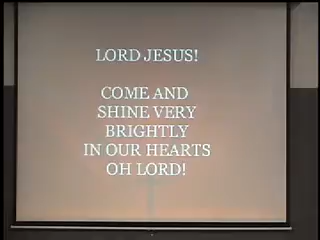 LORD JESUS!
COME AND
SHINE VERY
BRIGHTLY
IN OUR HEARTS
OH LORD!